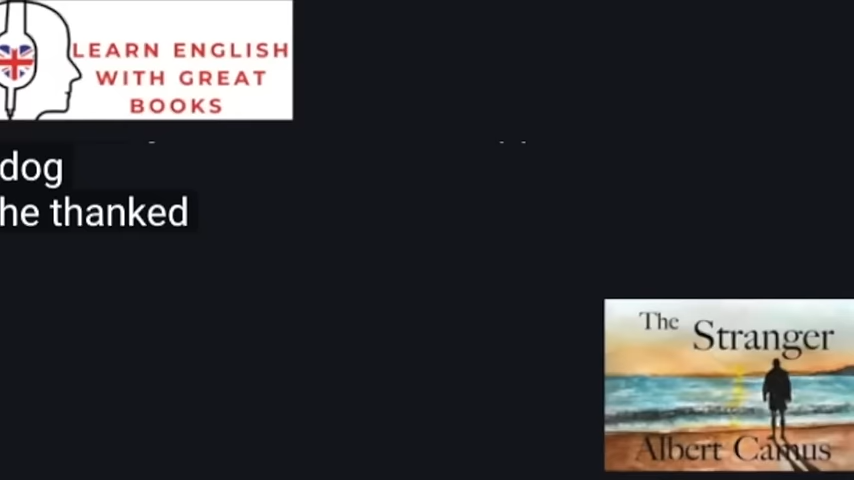 LEARN ENGLISH
WITH GREAT
BOOKS
dog
he thanked
The Stranger
Albert Camus